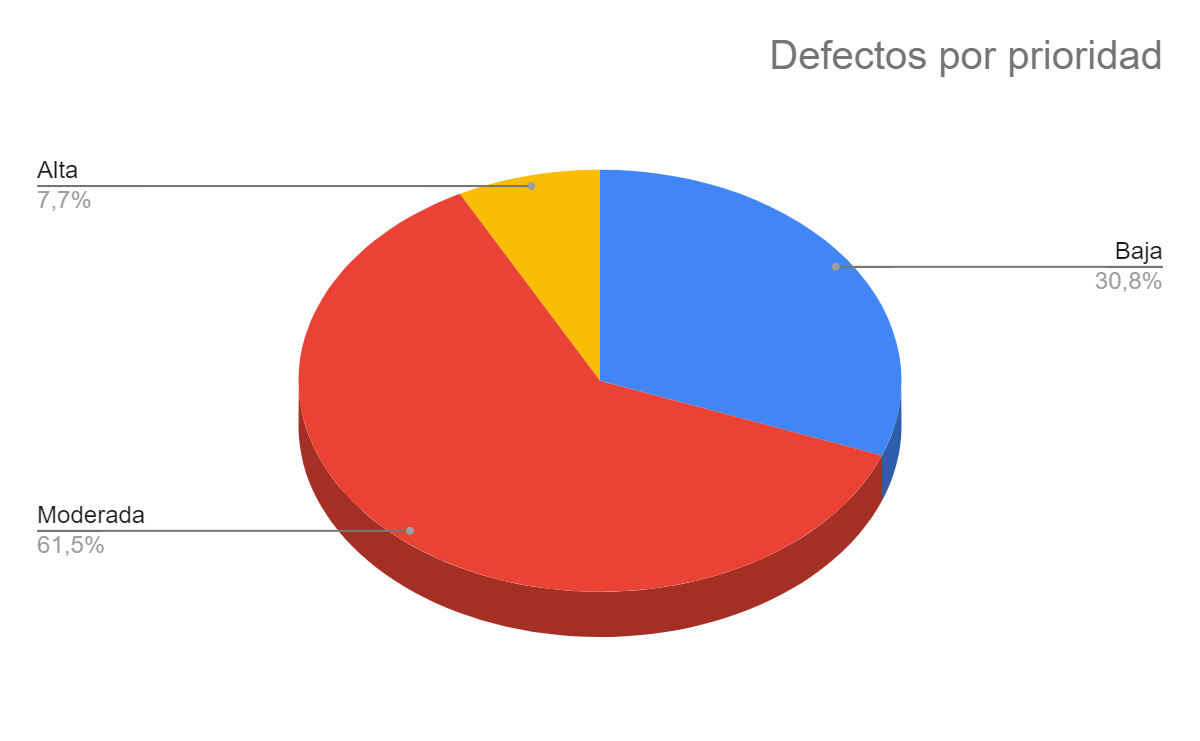 Defectos por prioridad
Alta
7,7%
Baja
30,8%
Moderada
61,5%